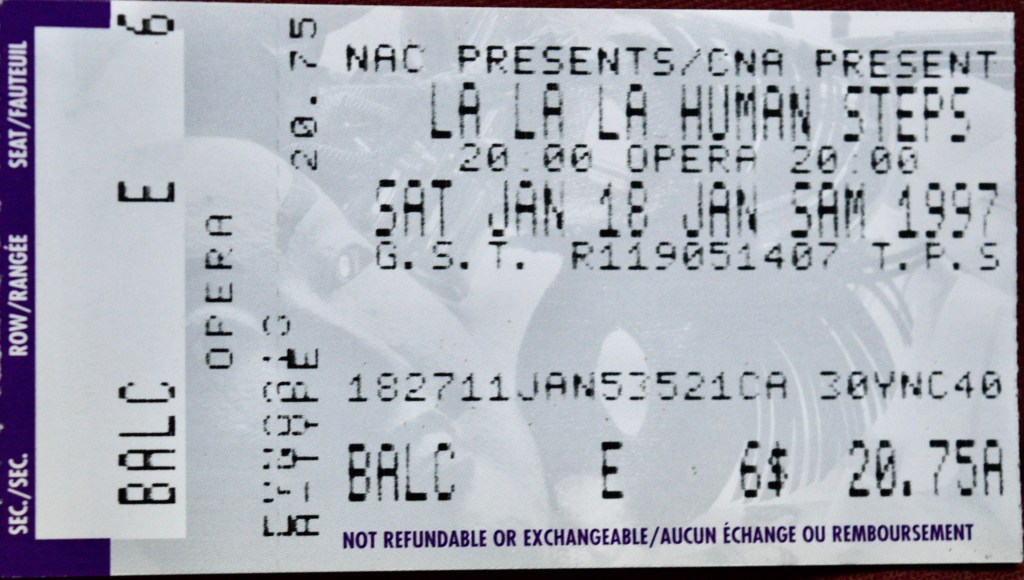 SEAT/FAUTEUIL
ROW/RANGÉE
SEC./SEC.
6
E
BALC
OPERA
20.75
A-TYPE
NAC PRESENTS/CNA PRESENT
LA LA LA HUMAN STEPS
20:00 OPERA 20:00
SAT JAN 18 JAN SAM 1997
G.S.T. R119051407 T.P.S
182711JAN53521CA 30YNC40
BALC E 6$ 20.75A
NOT REFUNDABLE OR EXCHANGEABLE/AUCUN ÉCHANGE OU REMBOURSEMENT